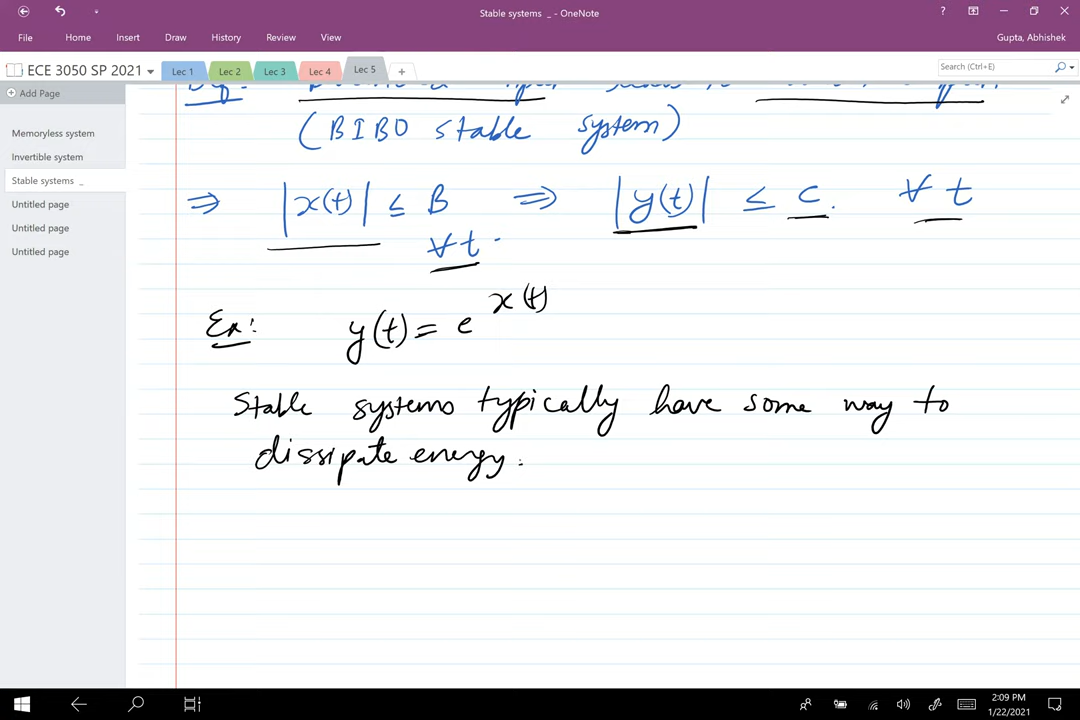 Stable systems _ - OneNote
?
File Home Insert Draw History Review View
Gupta, Abhishek
ECE 3050 SP 2021 Lec 1 Lec 2 Lec 3 Lec 4 Lec 5 +
Search (Ctrl+E)
Add Page
Memoryless system
Invertible system
Stable systems _
Untitled page
Untitled page
Untitled page
(BIBO stable system)
⇒ |x(t)| ≤ B ⇒ |y(t)| ≤ C. ∀ t
∀ t.
Ex: y(t) = e^x(t)
Stable systems typically have some way to
dissipate energy.
2:09 PM
1/22/2021